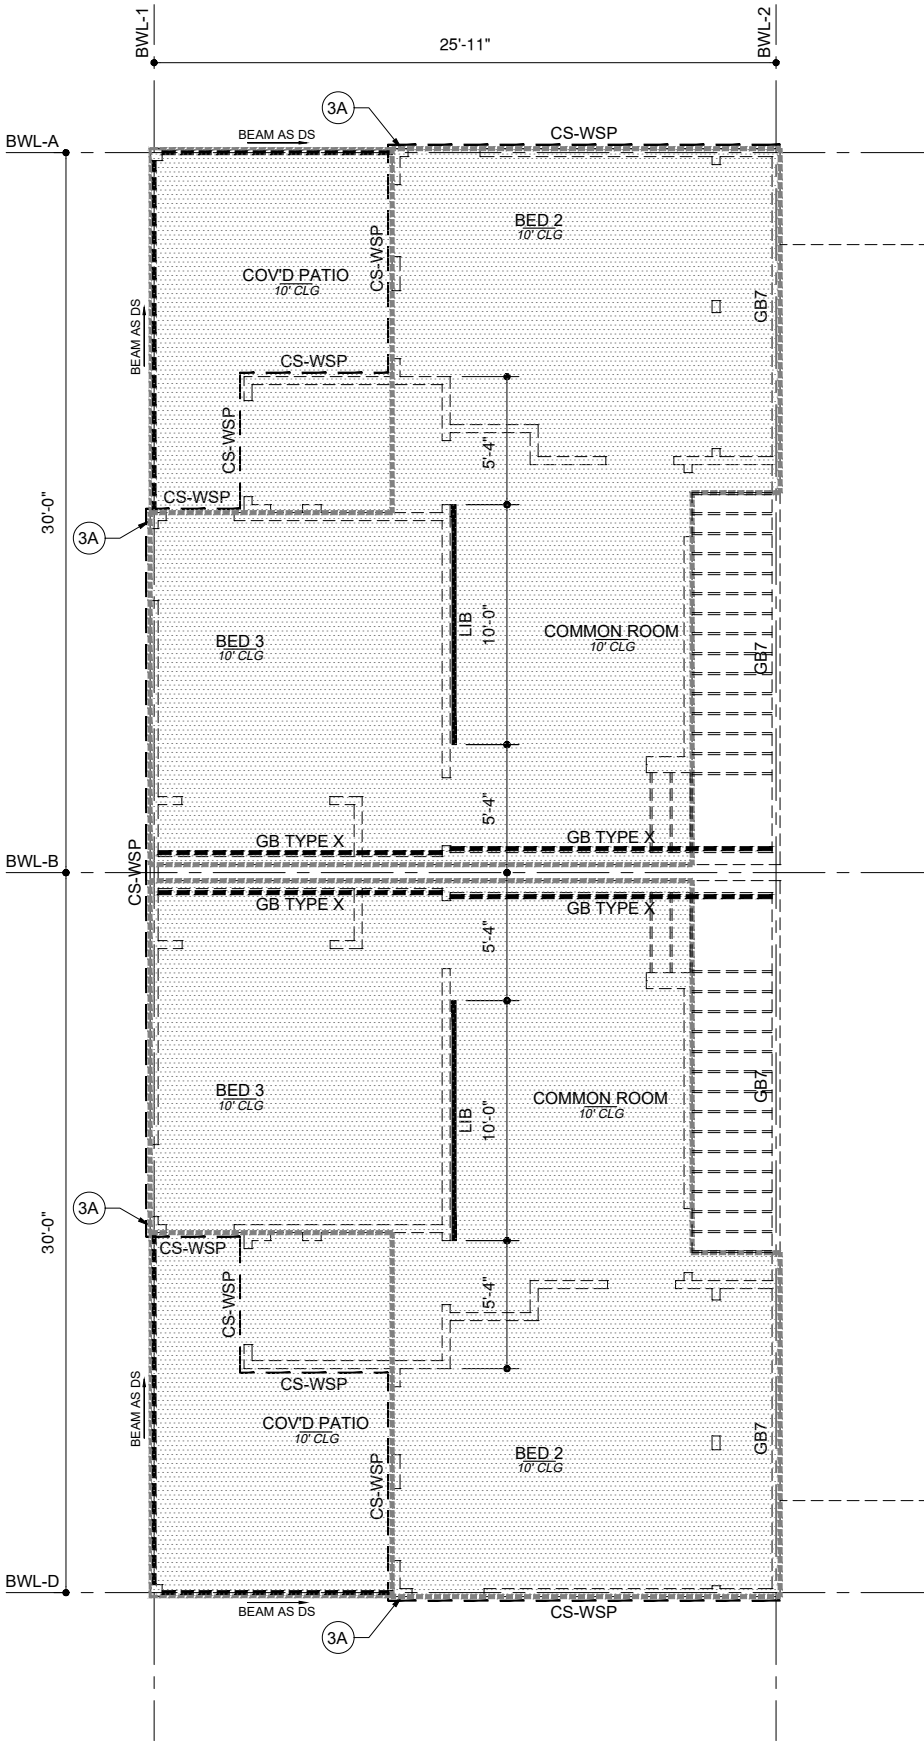 BWL-1
BWL-2
25'-11"
3A
BEAM AS DS
CS-WSP
BWL-A
BED 2
10' CLG
CS-WSP
COV'D PATIO
10' CLG
GB7
BEAM AS DS
CS-WSP
CS-WSP
5'-4"
CS-WSP
30'-0"
3A
LIB
10'-0"
COMMON ROOM
10' CLG
BED 3
10' CLG
GB7
5'-4"
GB TYPE X
GB TYPE X
BWL-B
CS-WSP
GB TYPE X
GB TYPE X
5'-4"
BED 3
10' CLG
COMMON ROOM
10' CLG
GB7
LIB
10'-0"
3A
30'-0"
CS-WSP
CS-WSP
5'-4"
CS-WSP
BEAM AS DS
COV'D PATIO
10' CLG
BED 2
10' CLG
GB7
CS-WSP
BWL-D
BEAM AS DS
CS-WSP
3A